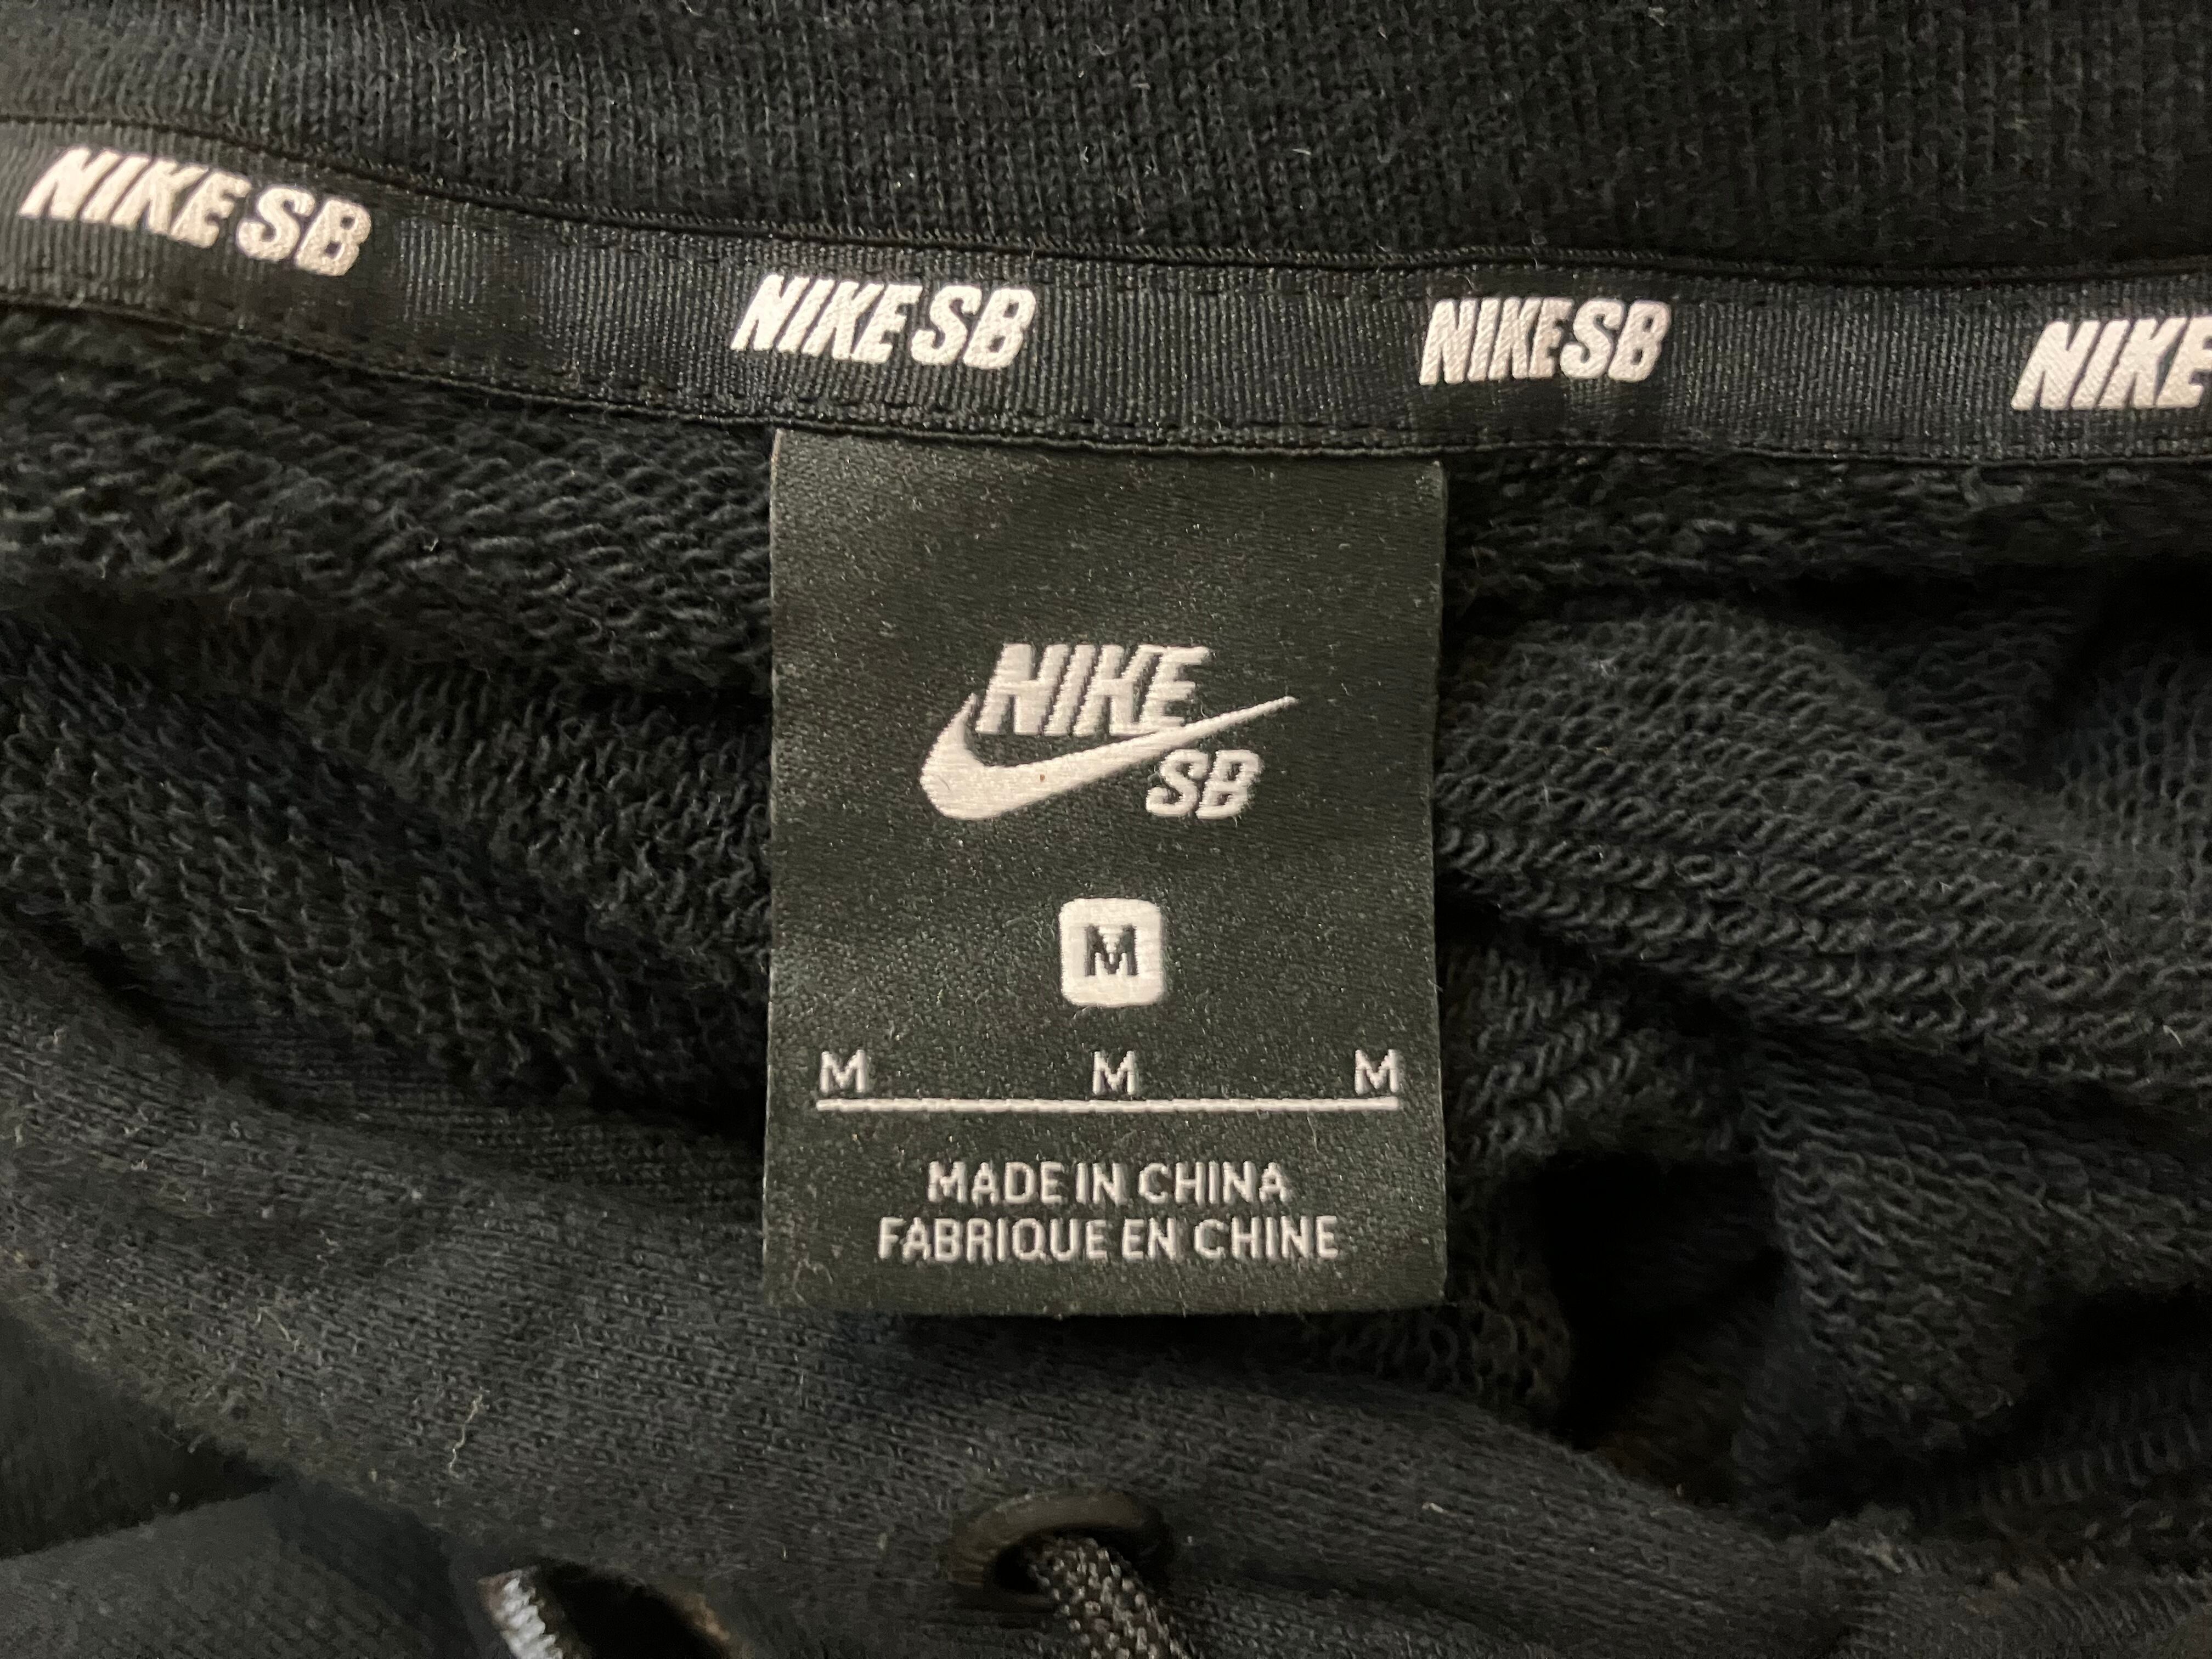 NIKE SB NIKE SB NIKE SB NIKE
NIKE
SB
M
M M M
MADE IN CHINA
FABRIQUE EN CHINE